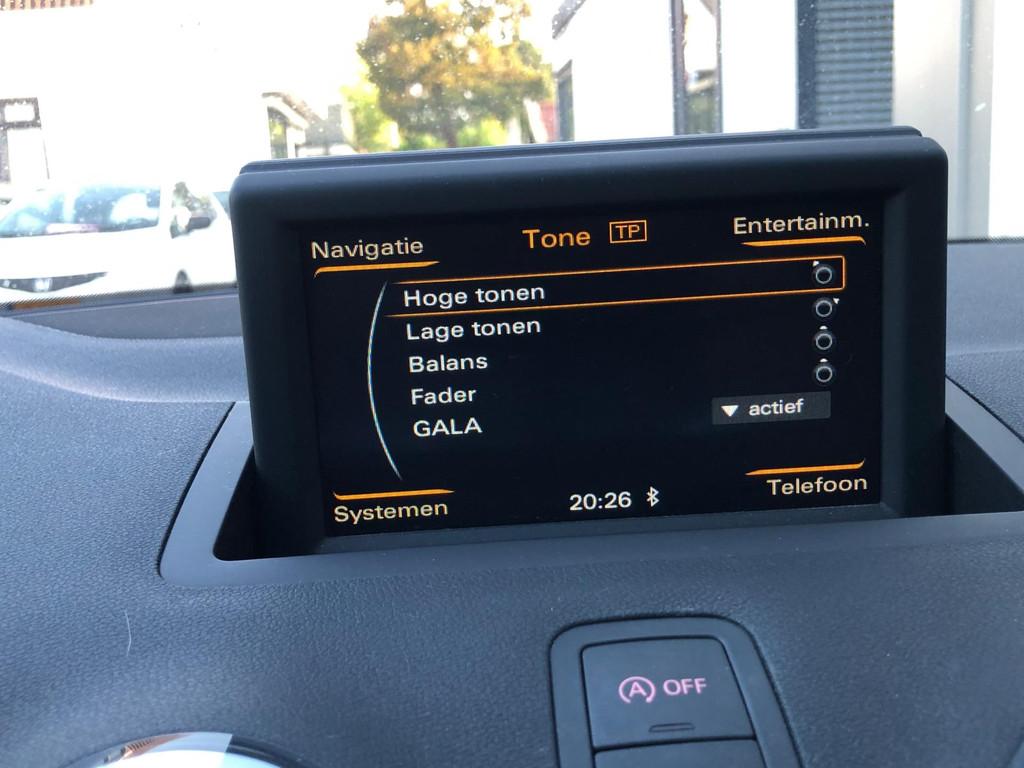 Navigatie
Tone TP
Entertainm.
Hoge tonen
Lage tonen
Balans
Fader
GALA
actief
Systemen
20:26
Telefoon
A OFF